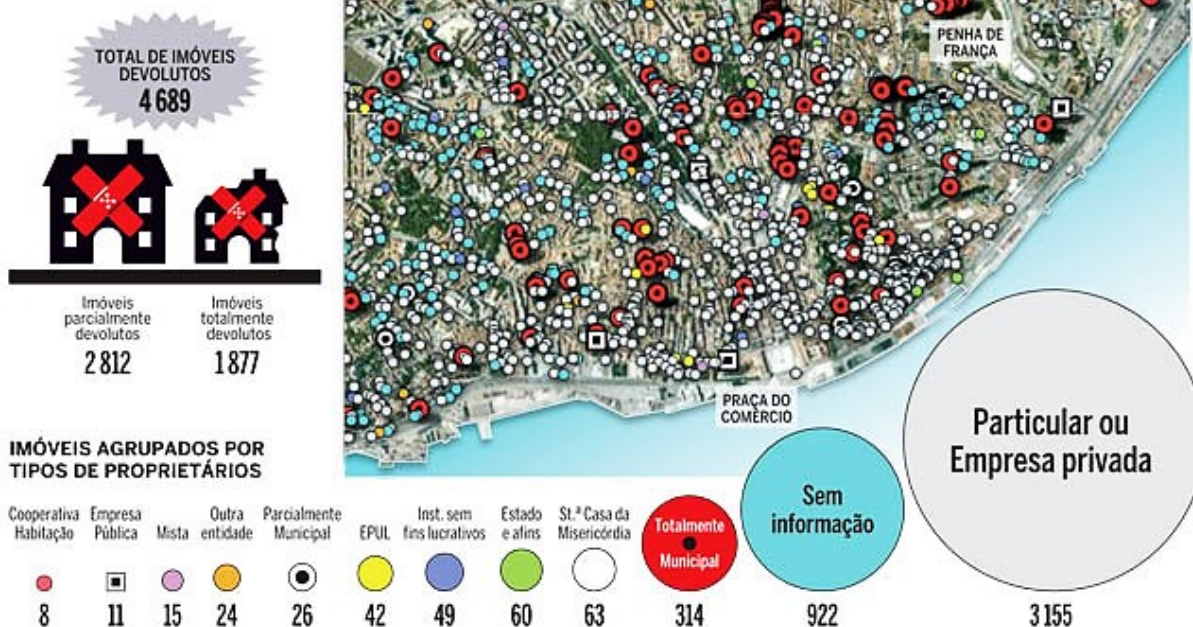 TOTAL DE IMÓVEIS
DEVOLUTOS
4 689
Imóveis
parcialmente
devolutos
2 812
Imóveis
totalmente
devolutos
1 877
PENHA DE
FRANÇA
PRAÇA DO
COMÈRCIO
IMÓVEIS AGRUPADOS POR
TIPOS DE PROPRIETÁRIOS
Cooperativa
Habitação
8
Empresa
Pública
11
Mista
15
Outra
entidade
24
Parcialmente
Municipal
26
EPUL
42
Inst. sem
fins lucrativos
49
Estado
e afins
60
St.ª Casa da
Misericórdia
63
Totalmente
Municipal
314
Sem
informação
922
Particular ou
Empresa privada
3 155